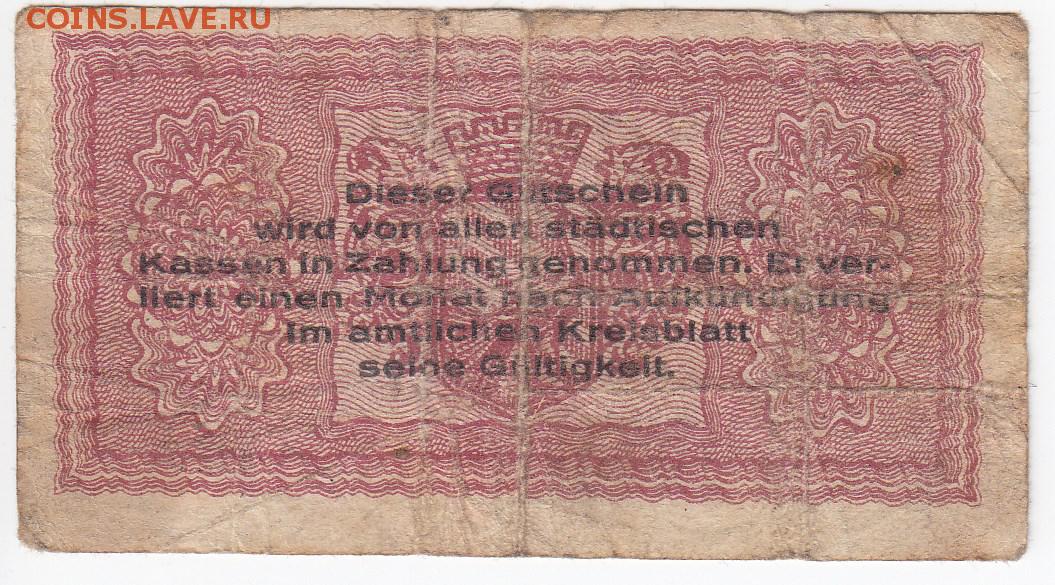 COINS.LAVE.RU
Dieser Gutschein
wird von allen städtischen
Kassen in Zahlung genommen. Er ver-
liert einen Monat nach Aufkündigung
im amtlichen Kreisblatt
seine Gültigkeit.